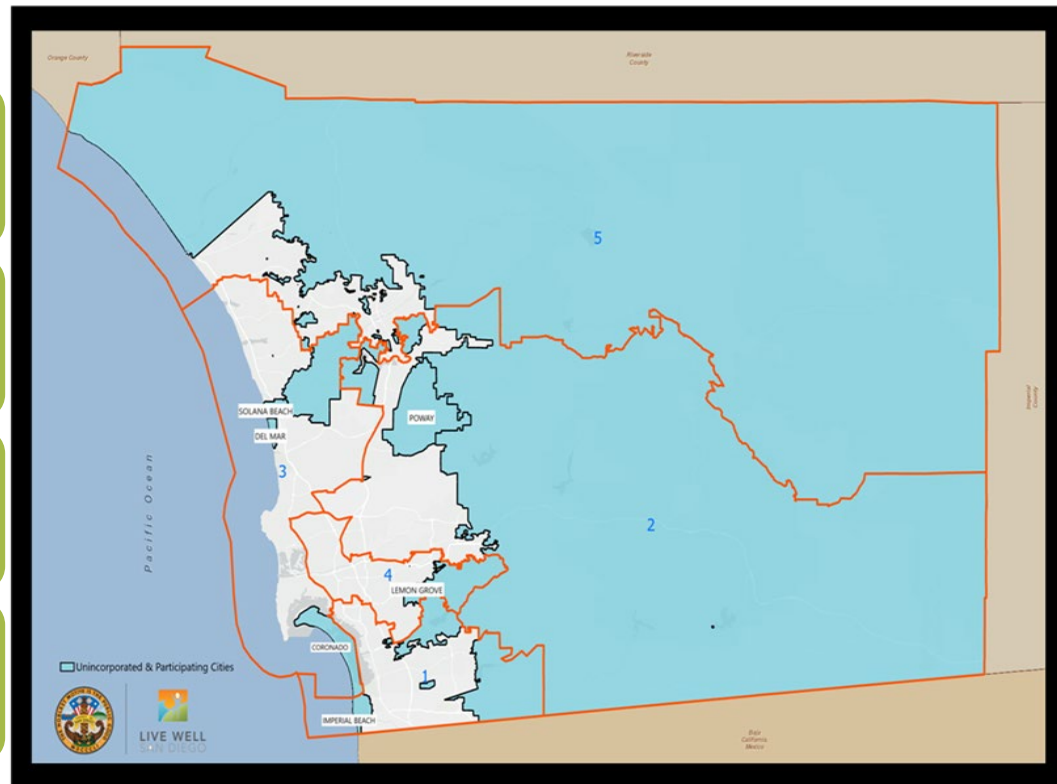 Orange County
Riverside
County
5
Imperial
County
SOLANA BEACH
POWAY
DEL MAR
3
Pacific Ocean
2
4
LEMON GROVE
CORONADO
Unincorporated & Participating Cities
1
LIVE WELL
SAN DIEGO
IMPERIAL BEACH
Baja
California,
Mexico